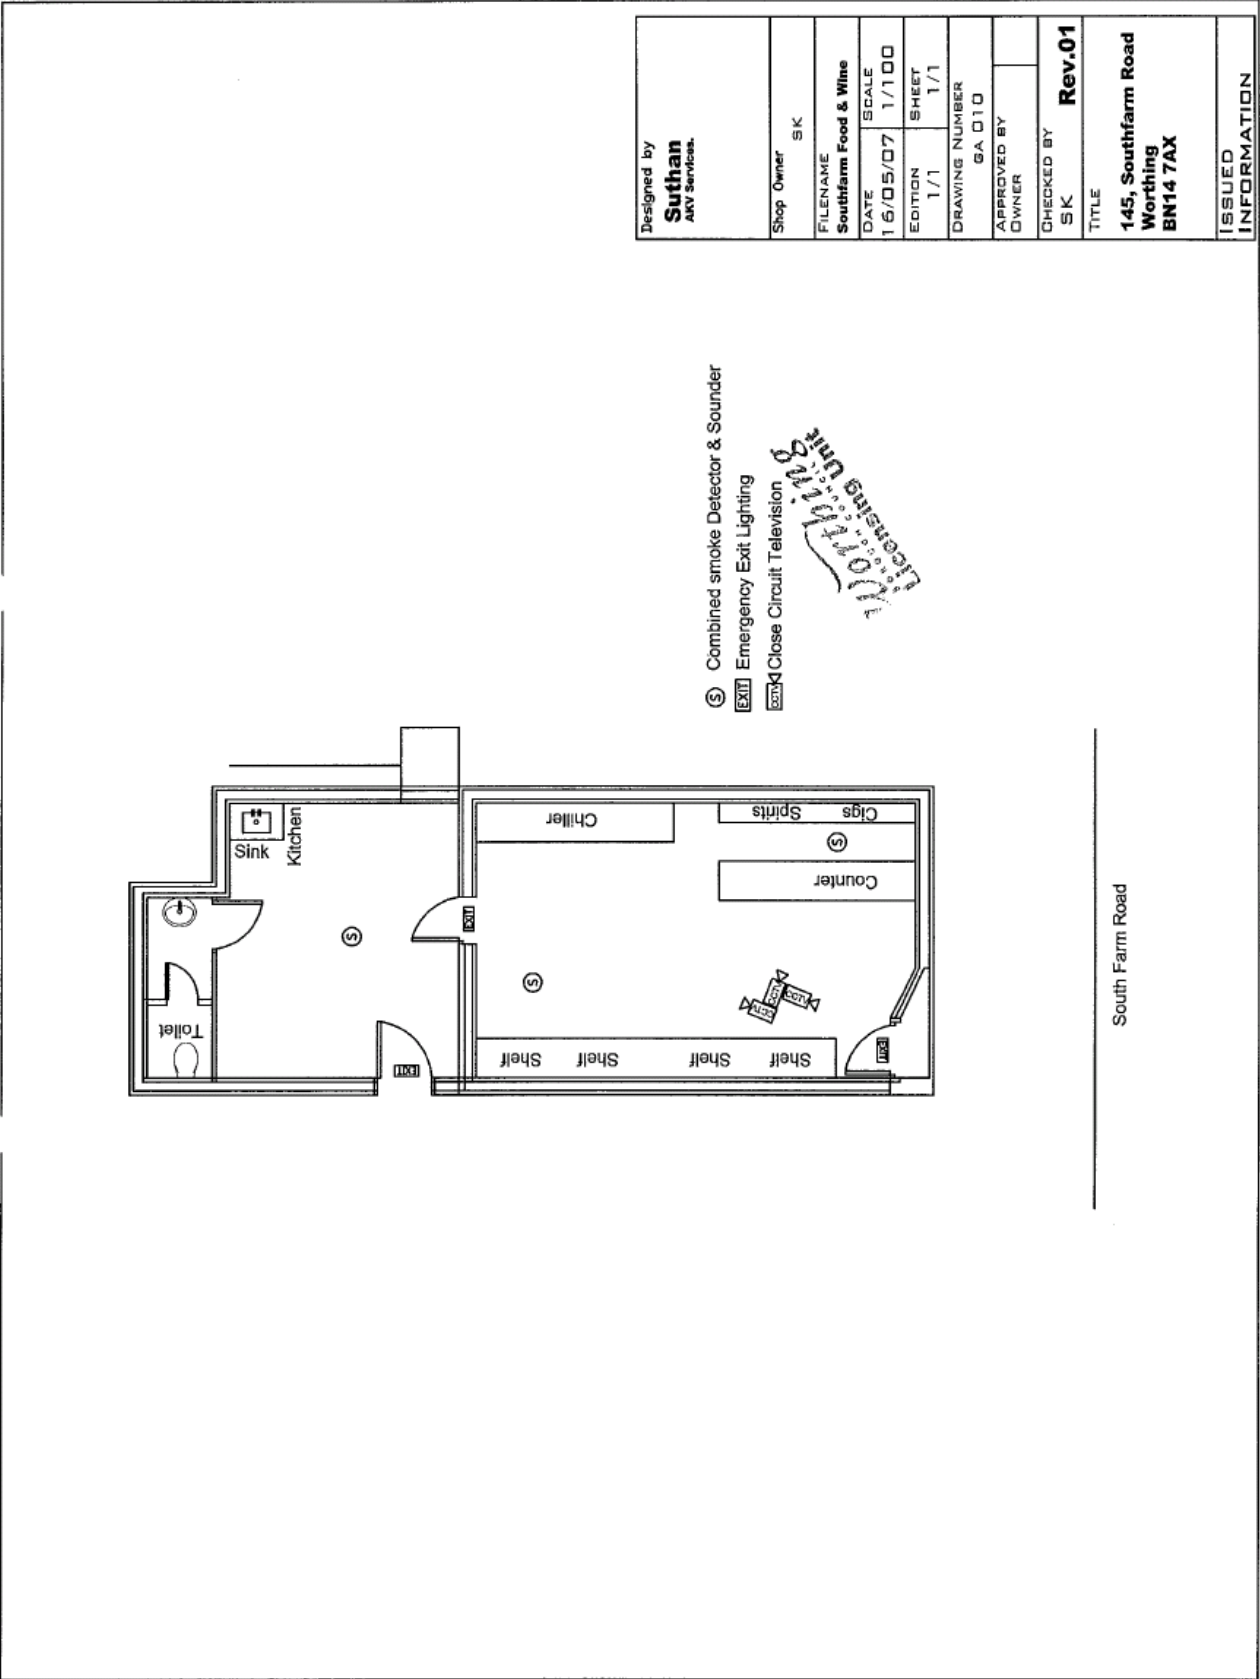 Designed by
Suthan
AKV Services.
Shop Owner
SK
FILENAME
Southfarm Food & Wine
DATE
16/05/07
SCALE
1/100
EDITION
1/1
SHEET
1/1
DRAWING NUMBER
GA 010
APPROVED BY
OWNER
CHECKED BY
SK
Rev.01
TITLE
145, Southfarm Road
Worthing
BN14 7AX
ISSUED
INFORMATION
S Combined smoke Detector & Sounder
EXIT Emergency Exit Lighting
CCTV Close Circuit Television
Worthing
BOROUGH COUNCIL
Licensing Unit
Toilet
Sink
Kitchen
S
EXIT
EXIT
Chiller
Spirits
Cigs
S
Counter
S
CCTV
CCTV
CCTV
Shelf
Shelf
Shelf
Shelf
EXIT
South Farm Road